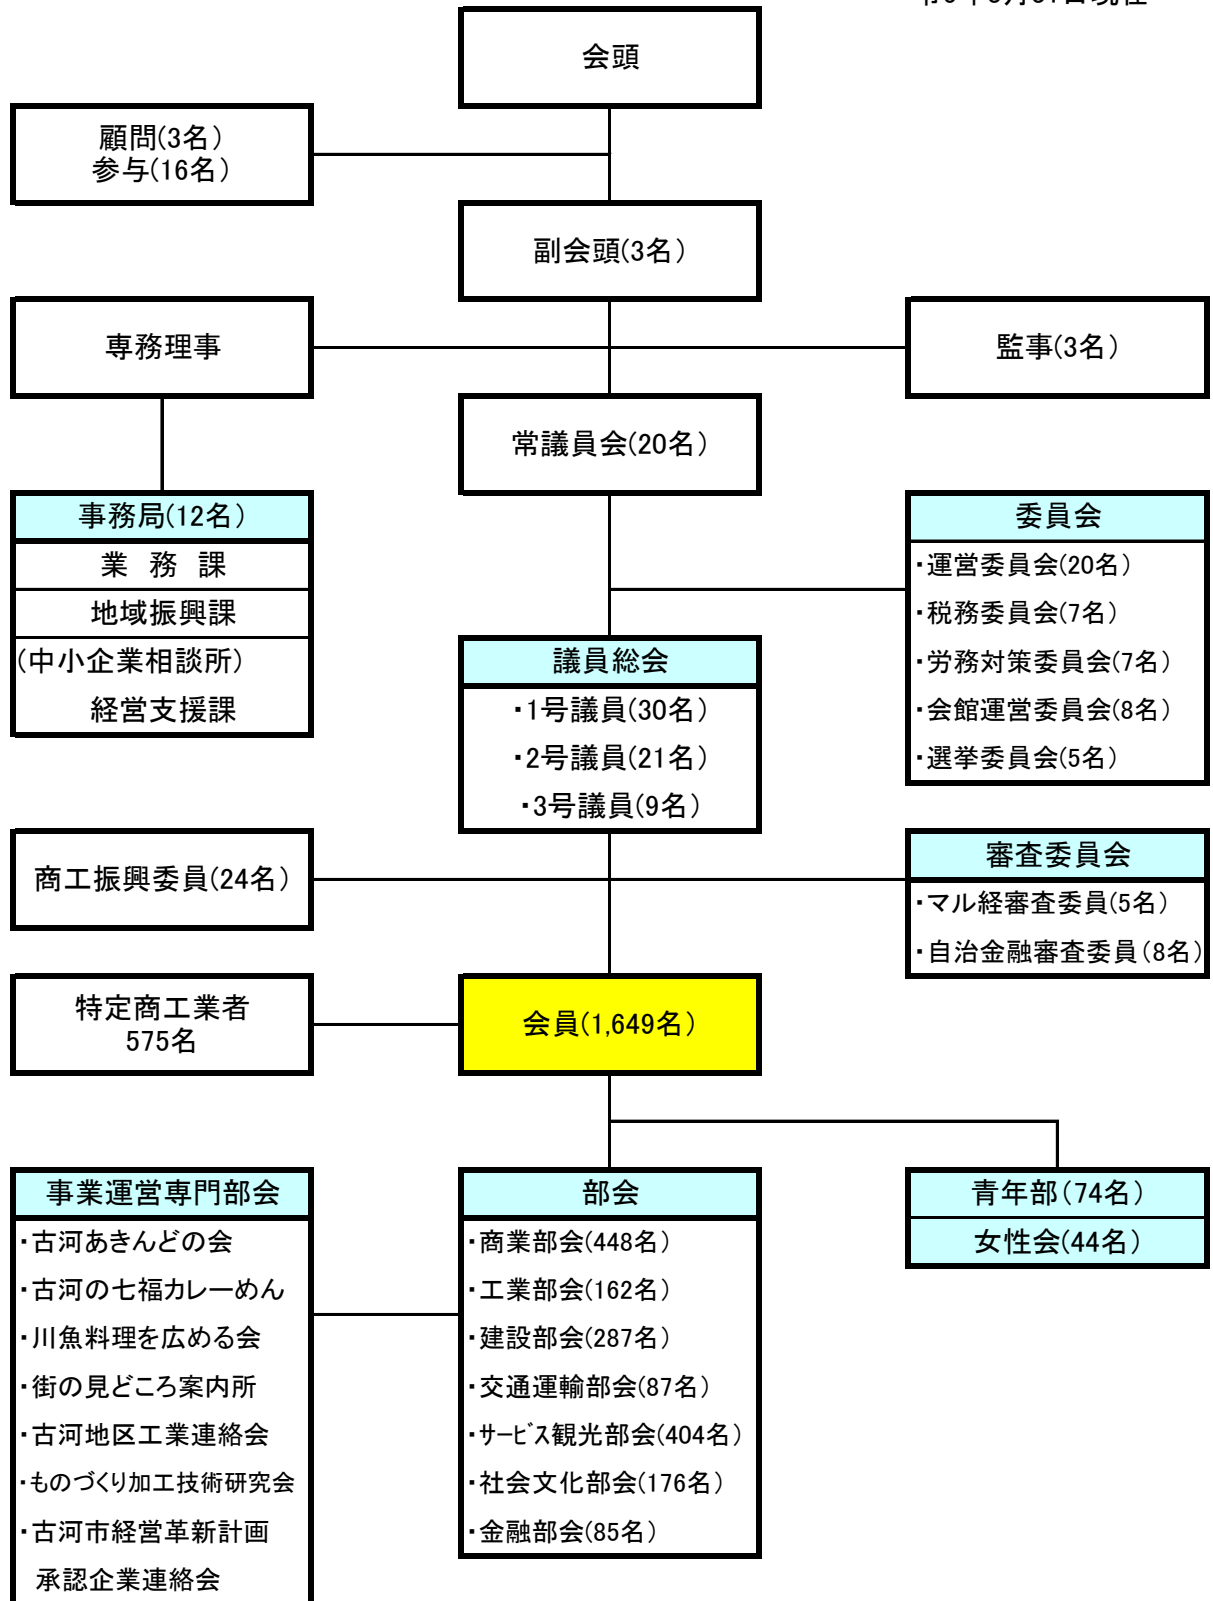 会頭
顧問(3名)
参与(16名)
副会頭(3名)
専務理事
監事(3名)
常議員会(20名)
事務局(12名)
業 務 課
地域振興課
(中小企業相談所)
経営支援課
委員会
・運営委員会(20名)
・税務委員会(7名)
・労務対策委員会(7名)
・会館運営委員会(8名)
・選挙委員会(5名)
議員総会
・1号議員(30名)
・2号議員(21名)
・3号議員(9名)
商工振興委員(24名)
審査委員会
・マル経審査委員(5名)
・自治金融審査委員(8名)
特定商工業者
575名
会員(1,649名)
事業運営専門部会
・古河あきんどの会
・古河の七福カレーめん
・川魚料理を広める会
・街の見どころ案内所
・古河地区工業連絡会
・ものづくり加工技術研究会
・古河市経営革新計画
承認企業連絡会
部会
・商業部会(448名)
・工業部会(162名)
・建設部会(287名)
・交通運輸部会(87名)
・サービス観光部会(404名)
・社会文化部会(176名)
・金融部会(85名)
青年部(74名)
女性会(44名)